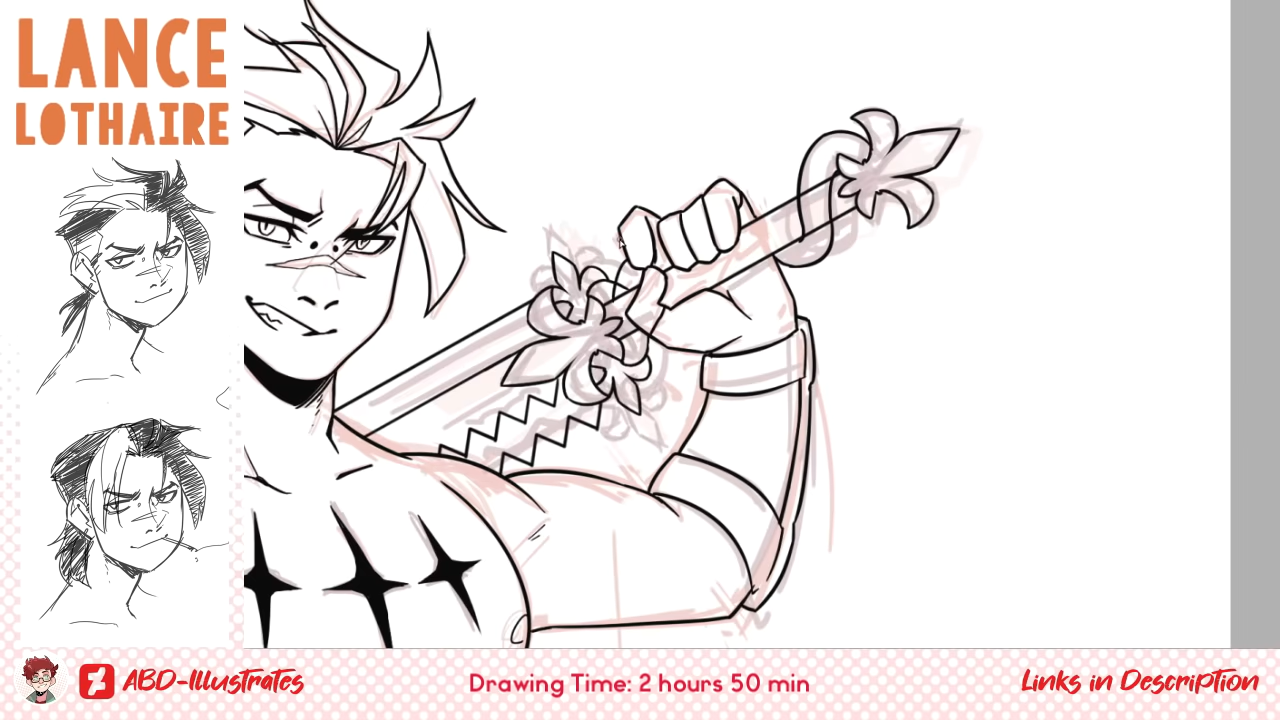 LANCE
LOTHAIRE
ABD-Illustrates
Drawing Time: 2 hours 50 min
Links in Description